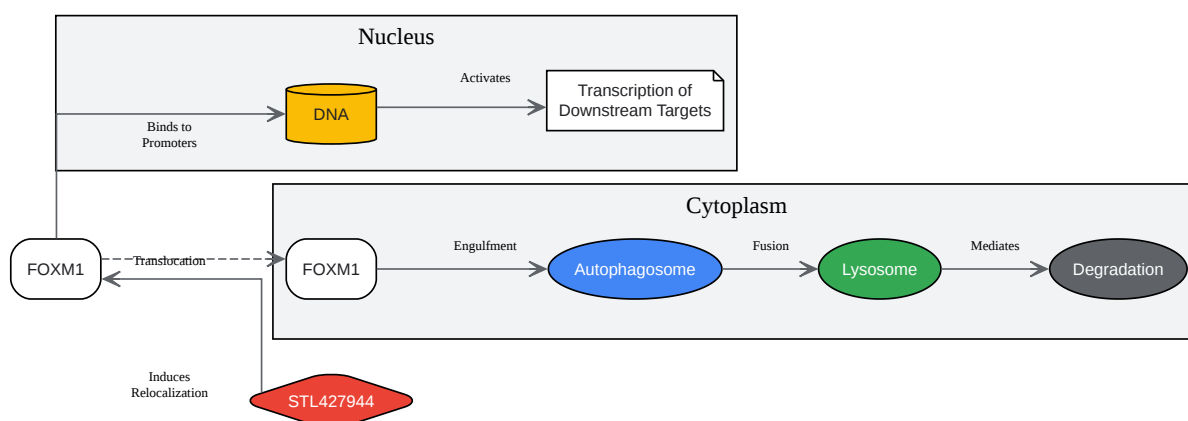 Nucleus
Activates
DNA
Transcription of
Downstream Targets
Binds to
Promoters
Cytoplasm
FOXM1
Translocation
FOXM1
Engulfment
Autophagosome
Fusion
Lysosome
Mediates
Degradation
Induces
Relocalization
STL427944